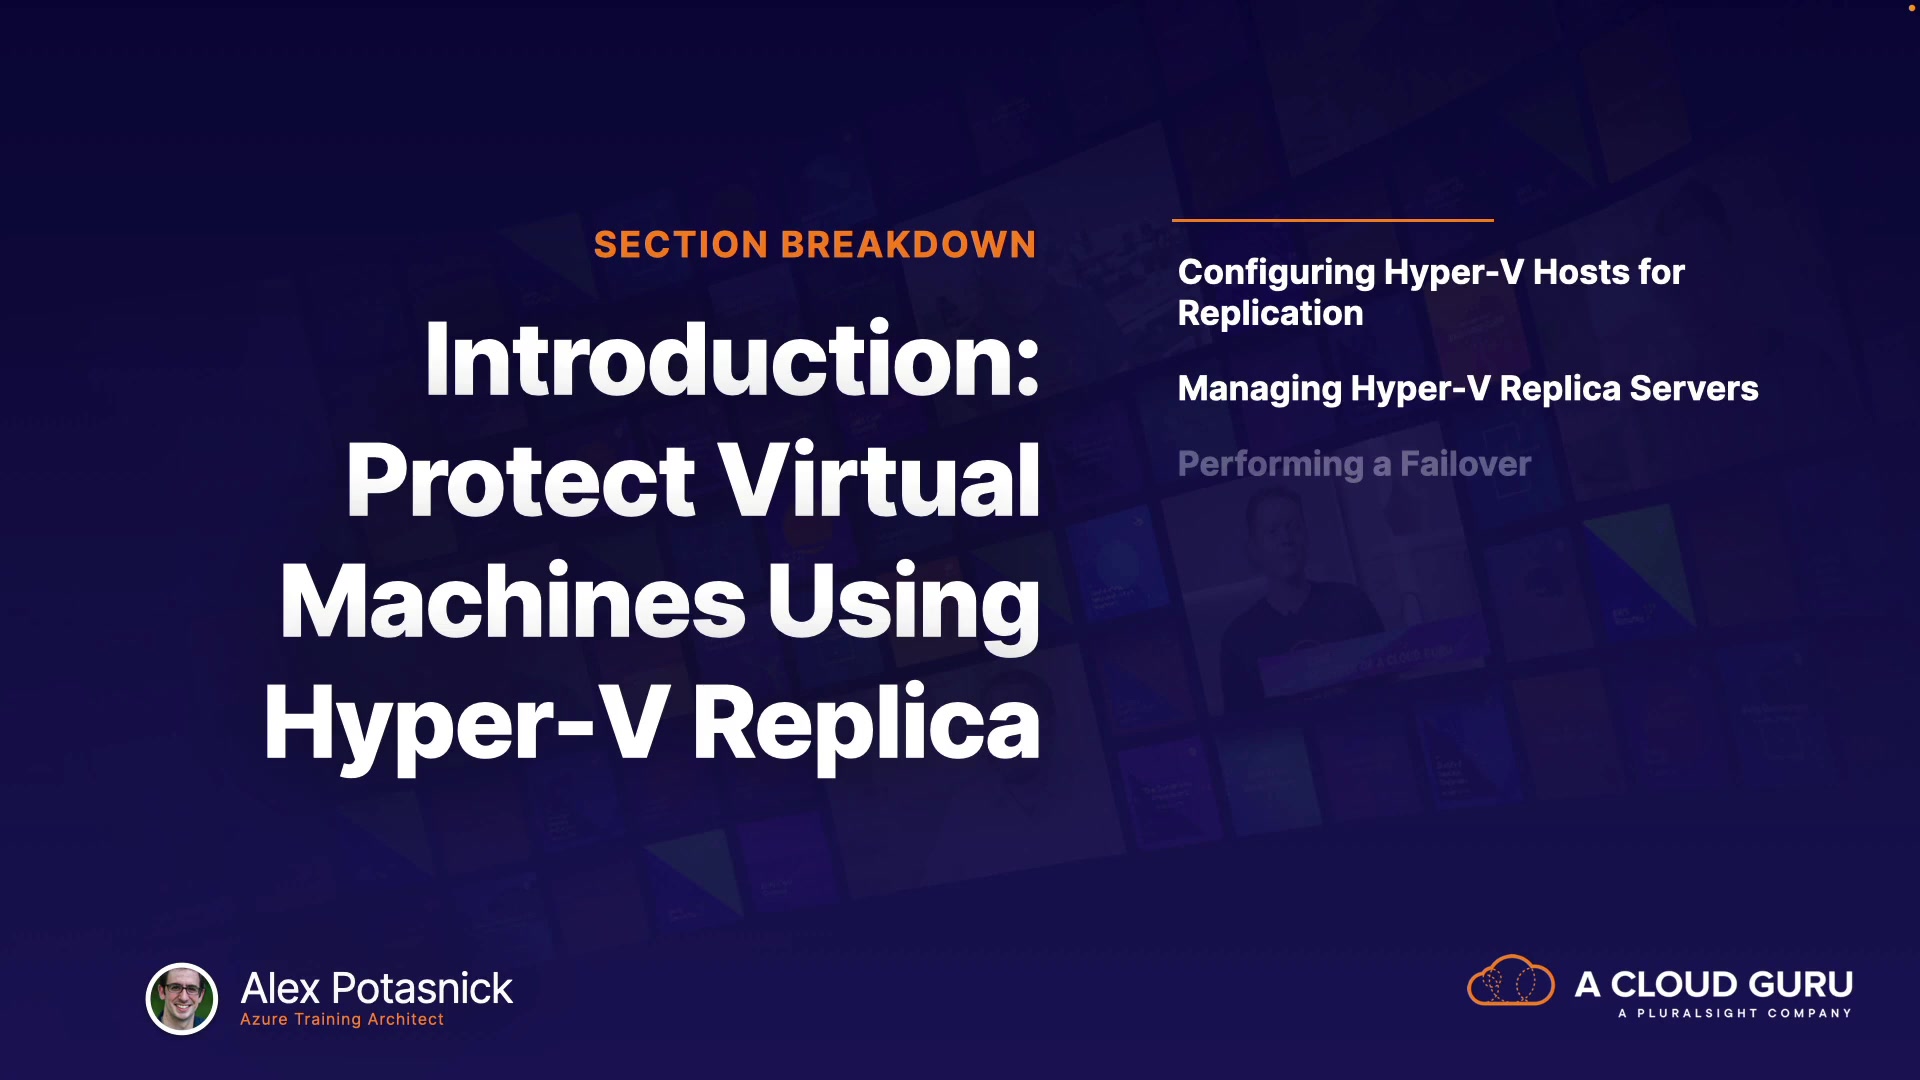 SECTION BREAKDOWN
Introduction:
Protect Virtual
Machines Using
Hyper-V Replica
Configuring Hyper-V Hosts for
Replication
Managing Hyper-V Replica Servers
Performing a Failover
Alex Potasnick
Azure Training Architect
A CLOUD GURU
A PLURALSIGHT COMPANY